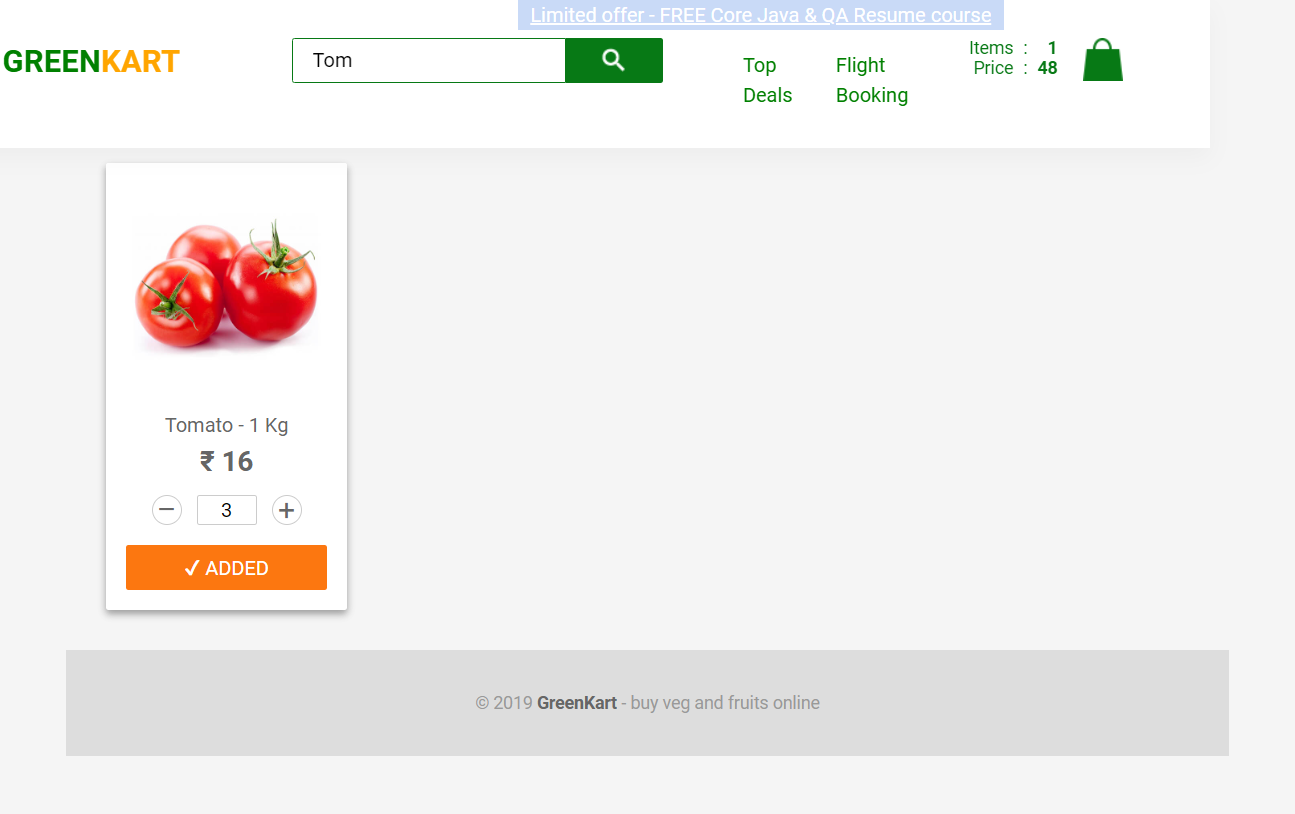 Limited offer - FREE Core Java & QA Resume course
GREENKART
Tom
Top Deals
Flight Booking
Items : 1
Price : 48
Tomato - 1 Kg
₹ 16
− 3 +
✓ ADDED
© 2019 GreenKart - buy veg and fruits online